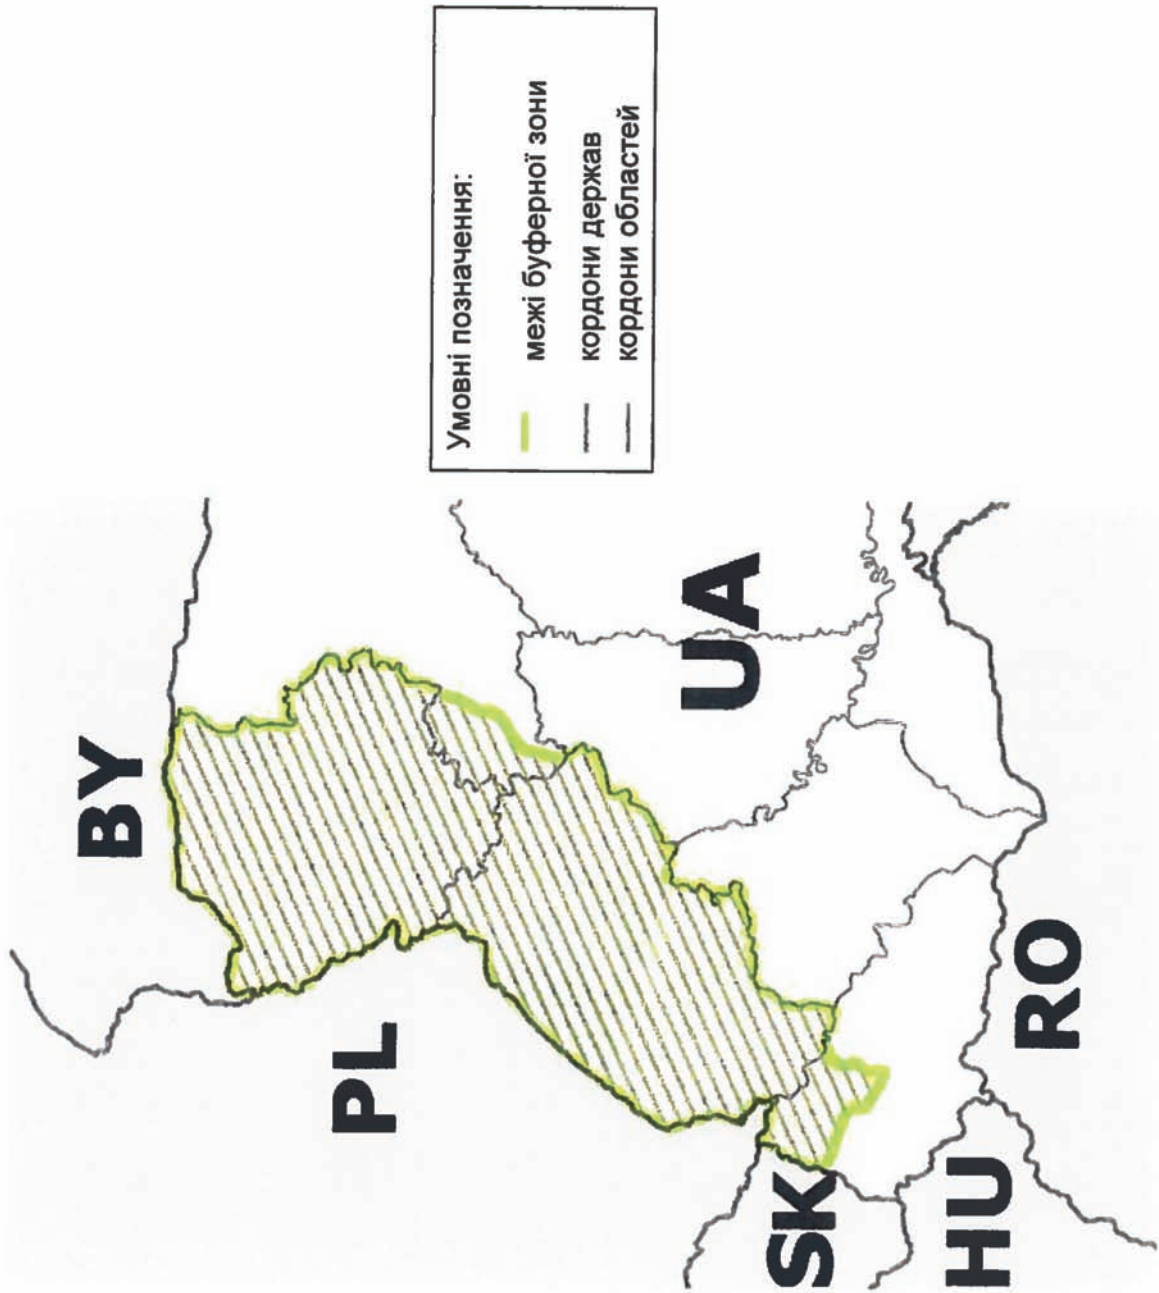 Умовні позначення:
межі буферної зони
кордони держав
кордони областей
BY
PL
UA
SK
HU
RO